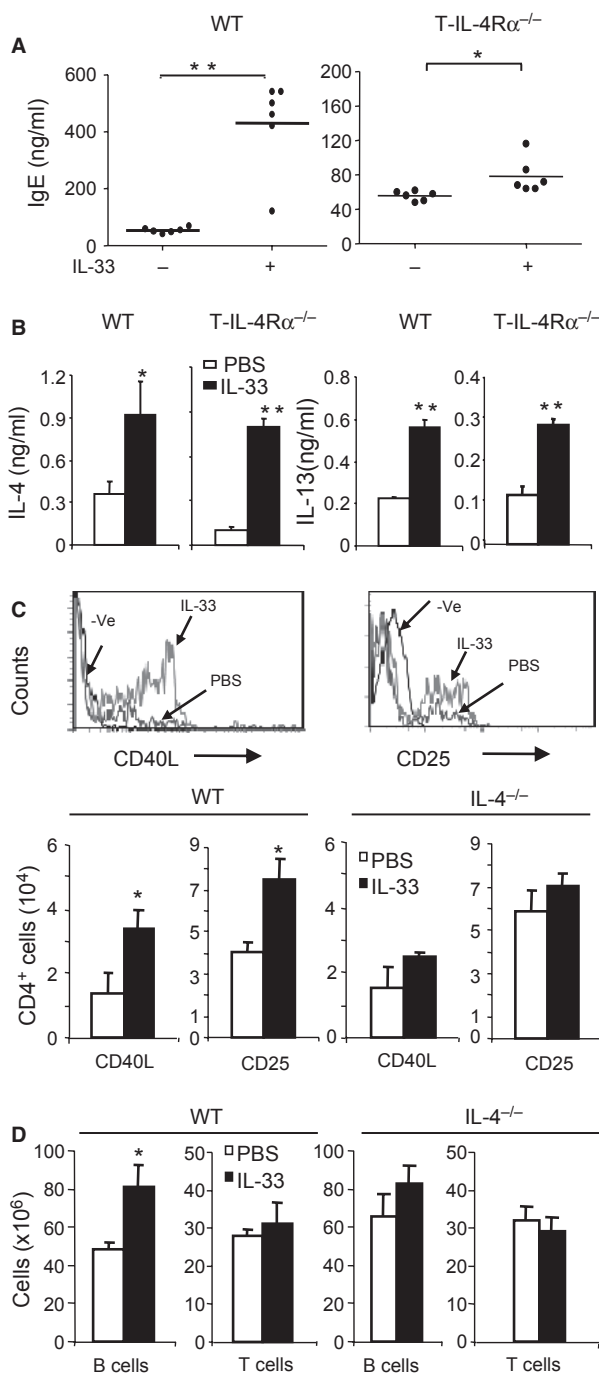 A
WT
T-IL-4Rα–/–
IgE (ng/ml)
600
400
200
0
* *
200
160
120
80
40
0
*
IL-33
–
+
–
+
B
WT
T-IL-4Rα–/–
WT
T-IL-4Rα–/–
IL-4 (ng/ml)
1.2
0.9
0.6
0.3
0
*
PBS
IL-33
* *
IL-13(ng/ml)
0.8
0.6
0.4
0.2
0
* *
0.4
0.3
0.2
0.1
0
* *
C
Counts
-Ve
IL-33
PBS
CD40L
-Ve
IL-33
PBS
CD25
WT
IL-4–/–
CD4+ cells (104)
6
4
2
0
*
CD40L
9
7
6
4
3
1
0
*
CD25
6
4
2
0
PBS
IL-33
CD40L
9
7
6
4
3
1
0
CD25
D
WT
IL-4–/–
Cells (x106)
100
80
60
40
20
0
*
B cells
50
40
30
20
10
0
PBS
IL-33
T cells
100
80
60
40
20
0
B cells
50
40
30
20
10
0
T cells